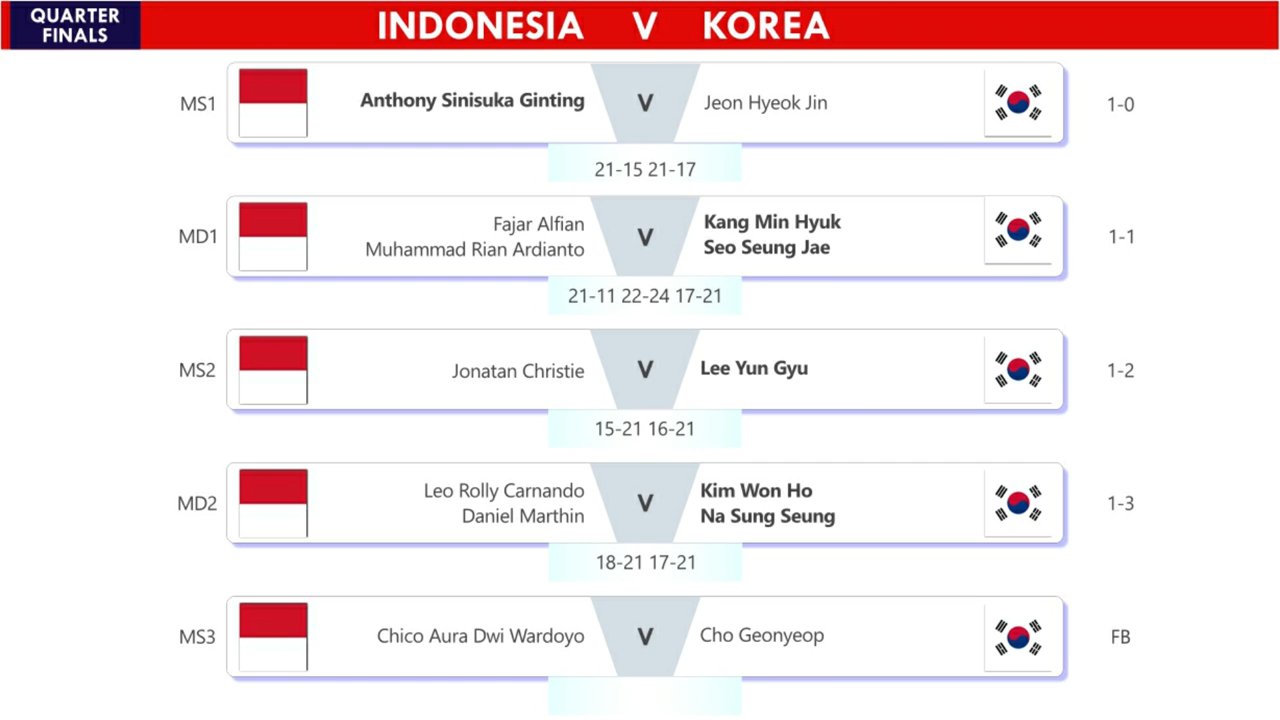 QUARTER
FINALS
INDONESIA V KOREA
MS1 Anthony Sinisuka Ginting V Jeon Hyeok Jin 1-0
21-15 21-17
MD1 Fajar Alfian V Kang Min Hyuk 1-1
Muhammad Rian Ardianto Seo Seung Jae
21-11 22-24 17-21
MS2 Jonatan Christie V Lee Yun Gyu 1-2
15-21 16-21
MD2 Leo Rolly Carnando V Kim Won Ho 1-3
Daniel Marthin Na Sung Seung
18-21 17-21
MS3 Chico Aura Dwi Wardoyo V Cho Geonyeop FB